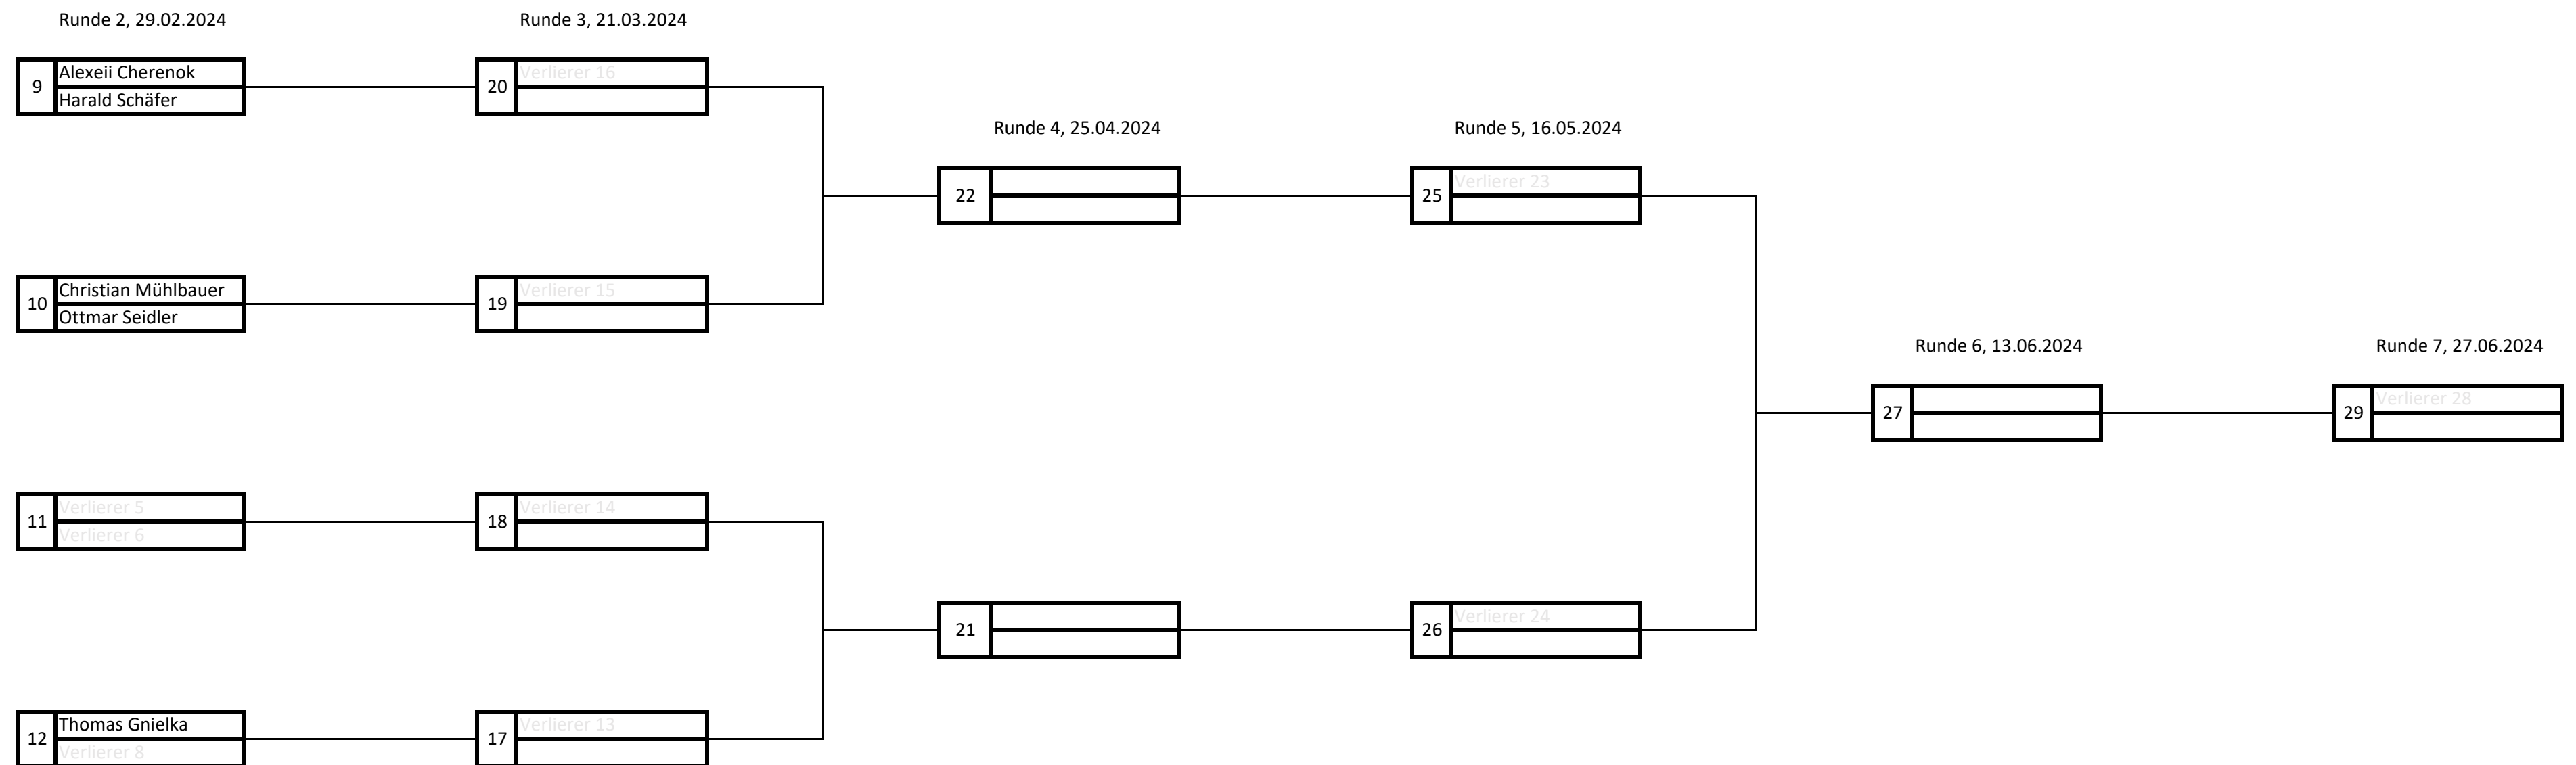 Runde 2, 29.02.2024
Runde 3, 21.03.2024
9
Alexeii Cherenok
Harald Schäfer
20
Verlierer 16
Runde 4, 25.04.2024
Runde 5, 16.05.2024
22
25
Verlierer 23
10
Christian Mühlbauer
Ottmar Seidler
19
Verlierer 15
Runde 6, 13.06.2024
Runde 7, 27.06.2024
27
29
Verlierer 28
11
Verlierer 5
Verlierer 6
18
Verlierer 14
21
26
Verlierer 24
12
Thomas Gnielka
Verlierer 8
17
Verlierer 13